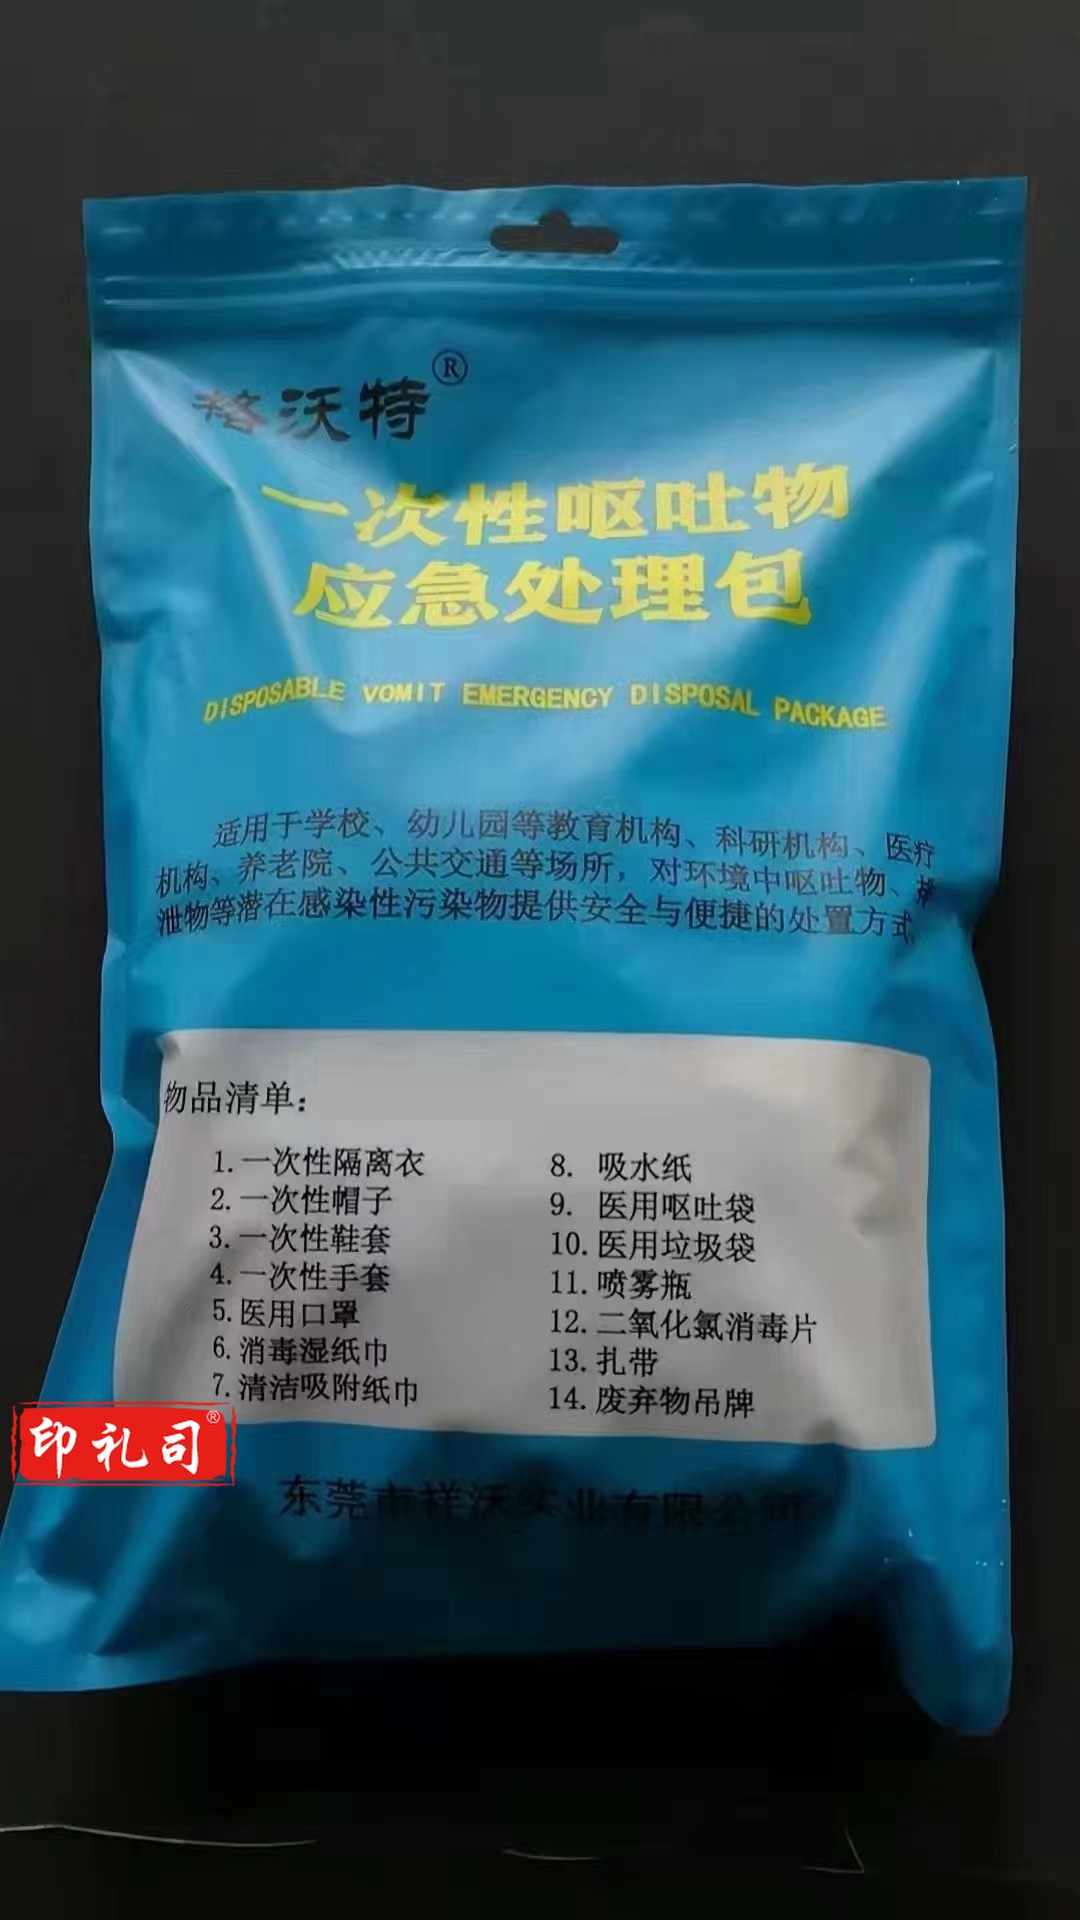 格沃特®
一次性呕吐物
应急处理包
DISPOSABLE VOMIT EMERGENCY DISPOSAL PACKAGE
适用于学校、幼儿园等教育机构、科研机构、医疗
机构、养老院、公共交通等场所，对环境中呕吐物、排
泄物等潜在感染性污染物提供安全与便捷的处置方式
物品清单：
1.一次性隔离衣
2.一次性帽子
3.一次性鞋套
4.一次性手套
5.医用口罩
6.消毒湿纸巾
7.清洁吸附纸巾
8. 吸水纸
9. 医用呕吐袋
10.医用垃圾袋
11.喷雾瓶
12.二氧化氯消毒片
13.扎带
14.废弃物吊牌
印礼司®
东莞市祥沃实业有限公司